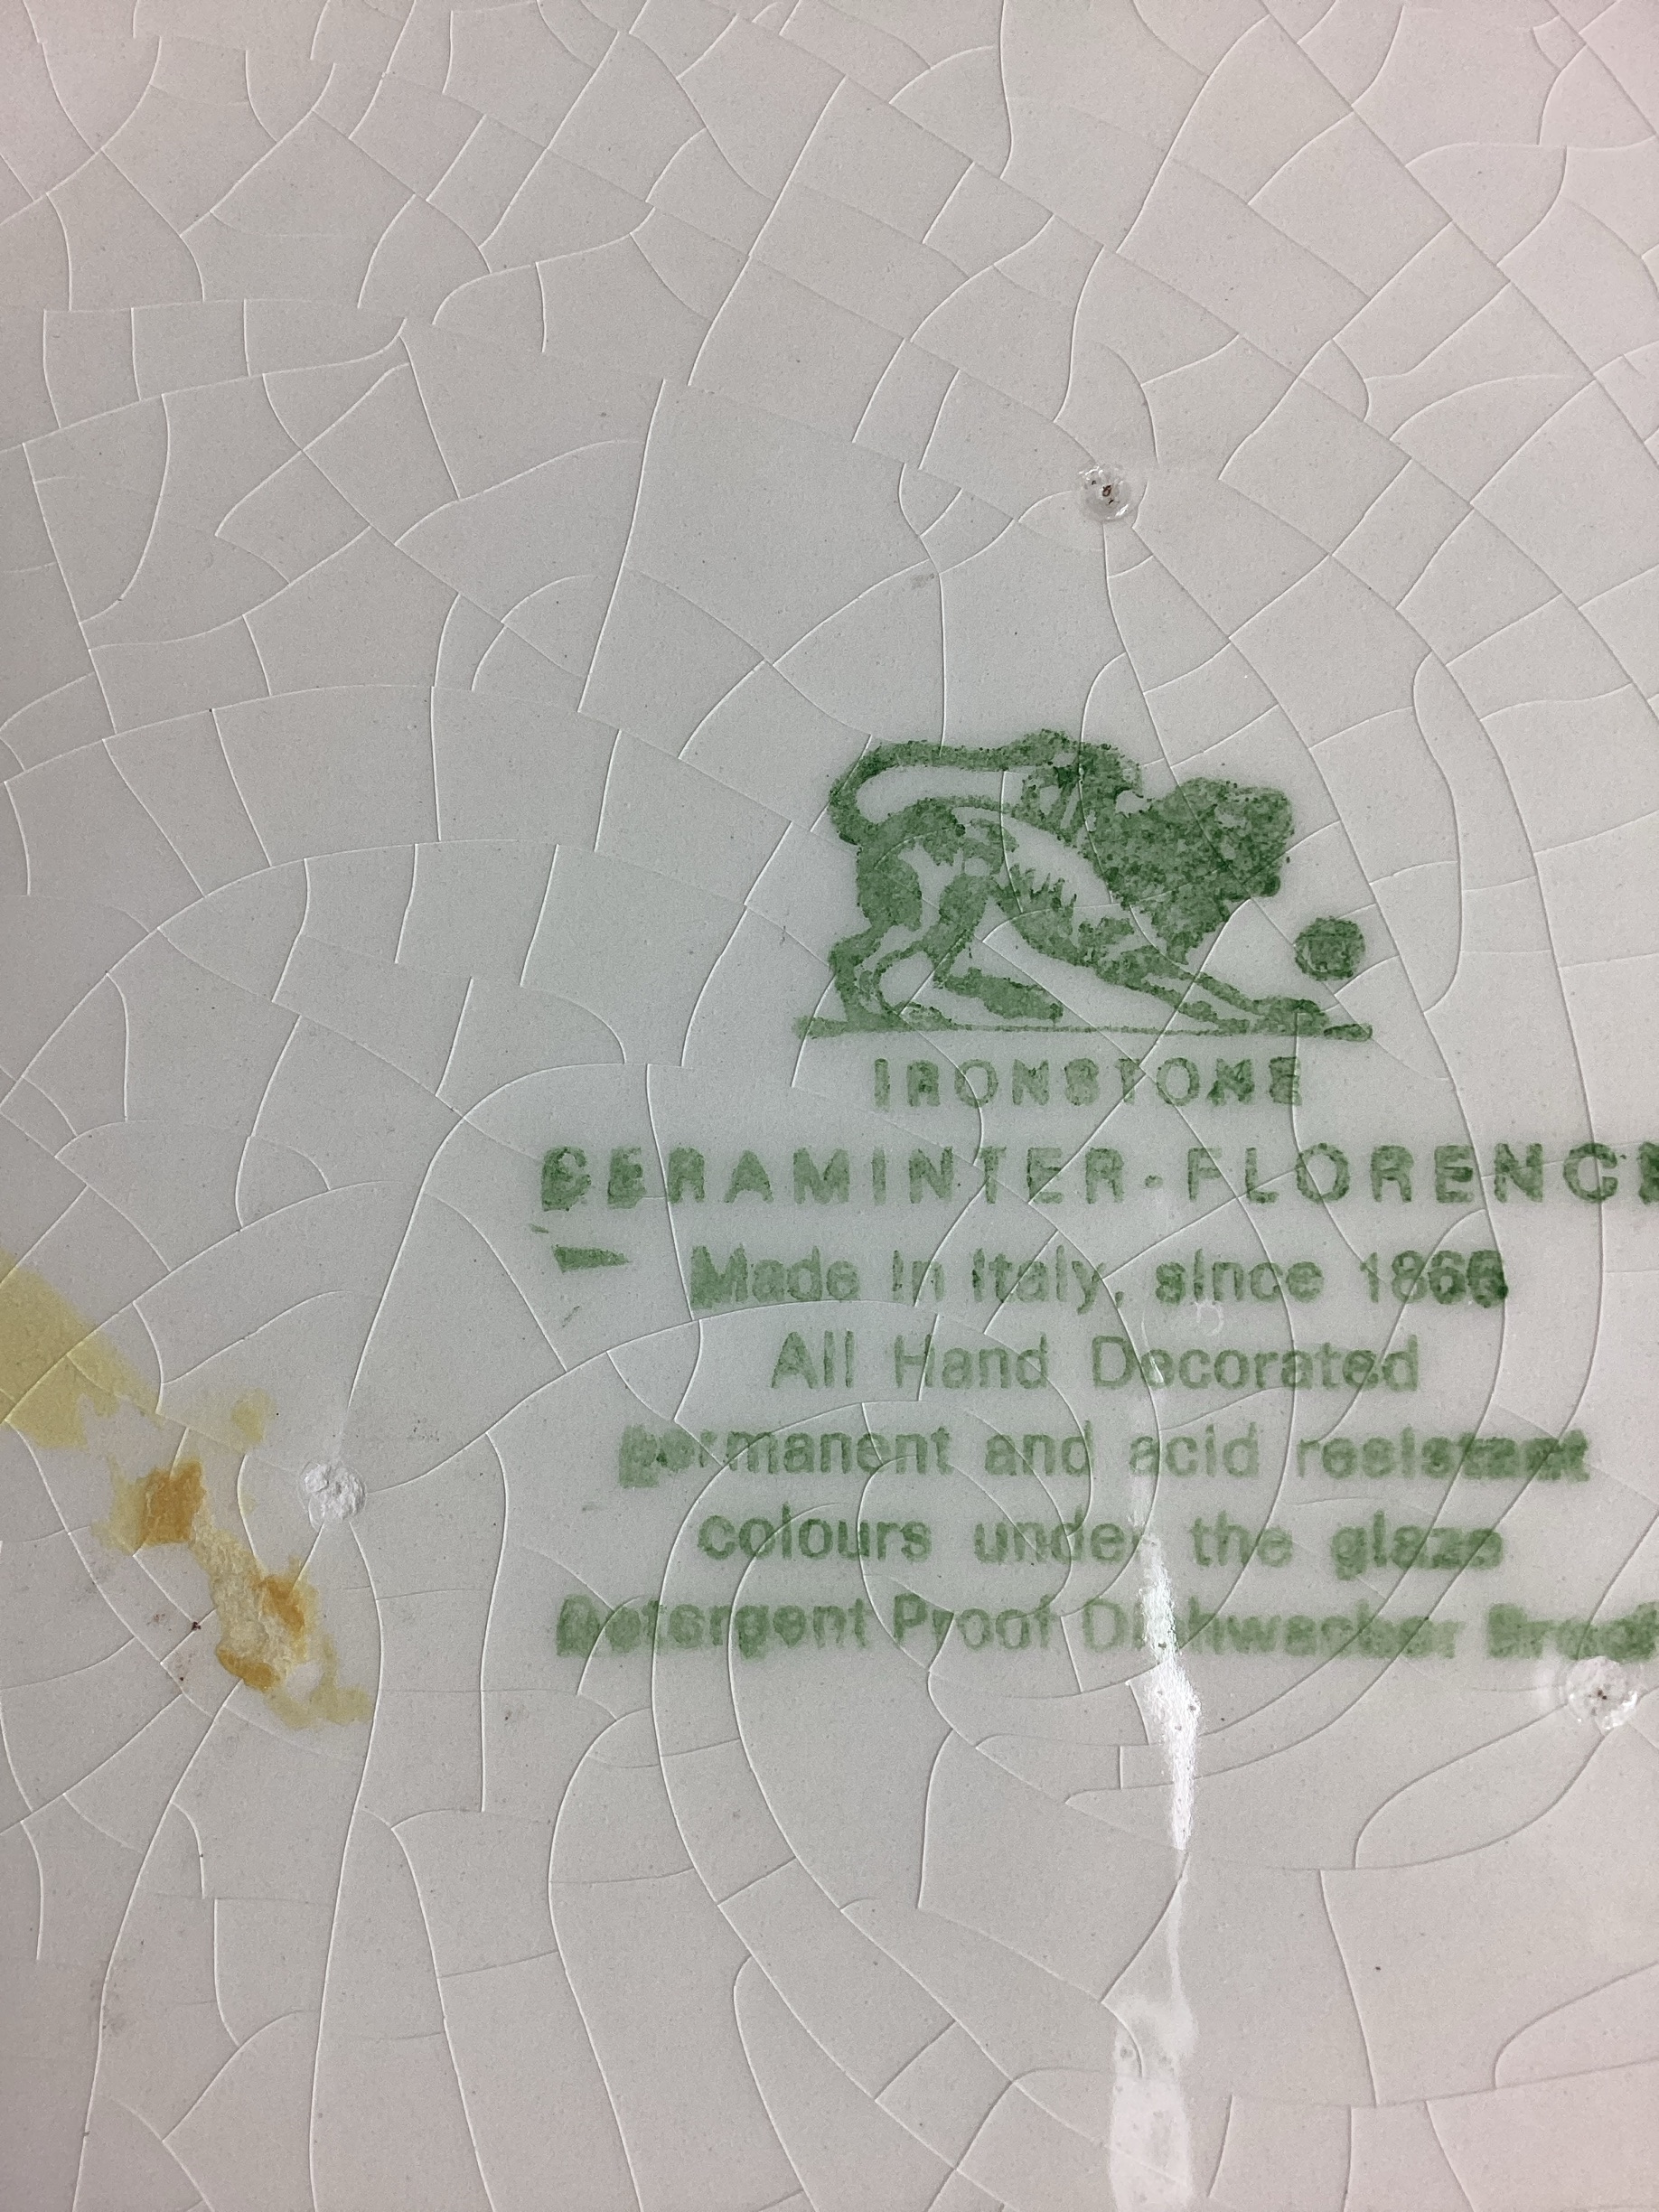 IRONSTONE
CERAMINTER-FLORENCE
Made in Italy, since 1866
All Hand Decorated
permanent and acid resistant
colours under the glaze
Detergent Proof Dishwasher Proof